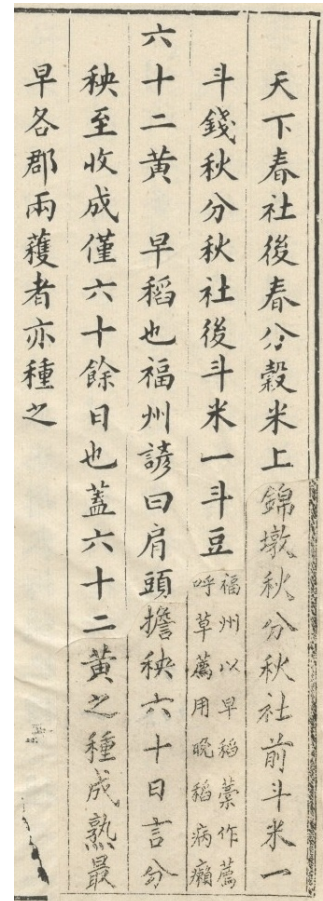 天下春社後春分穀米上錦墩秋分秋社前斗米一
斗錢秋分秋社後斗米一斗豆福州以早稻藁作薦
呼草薦用晚稻病癩
六十二黃　早稻也福州諺曰肩頭擔秧六十日言分
秧至收成僅六十餘日也蓋六十二黃之種成熟最
早各郡兩穫者亦種之